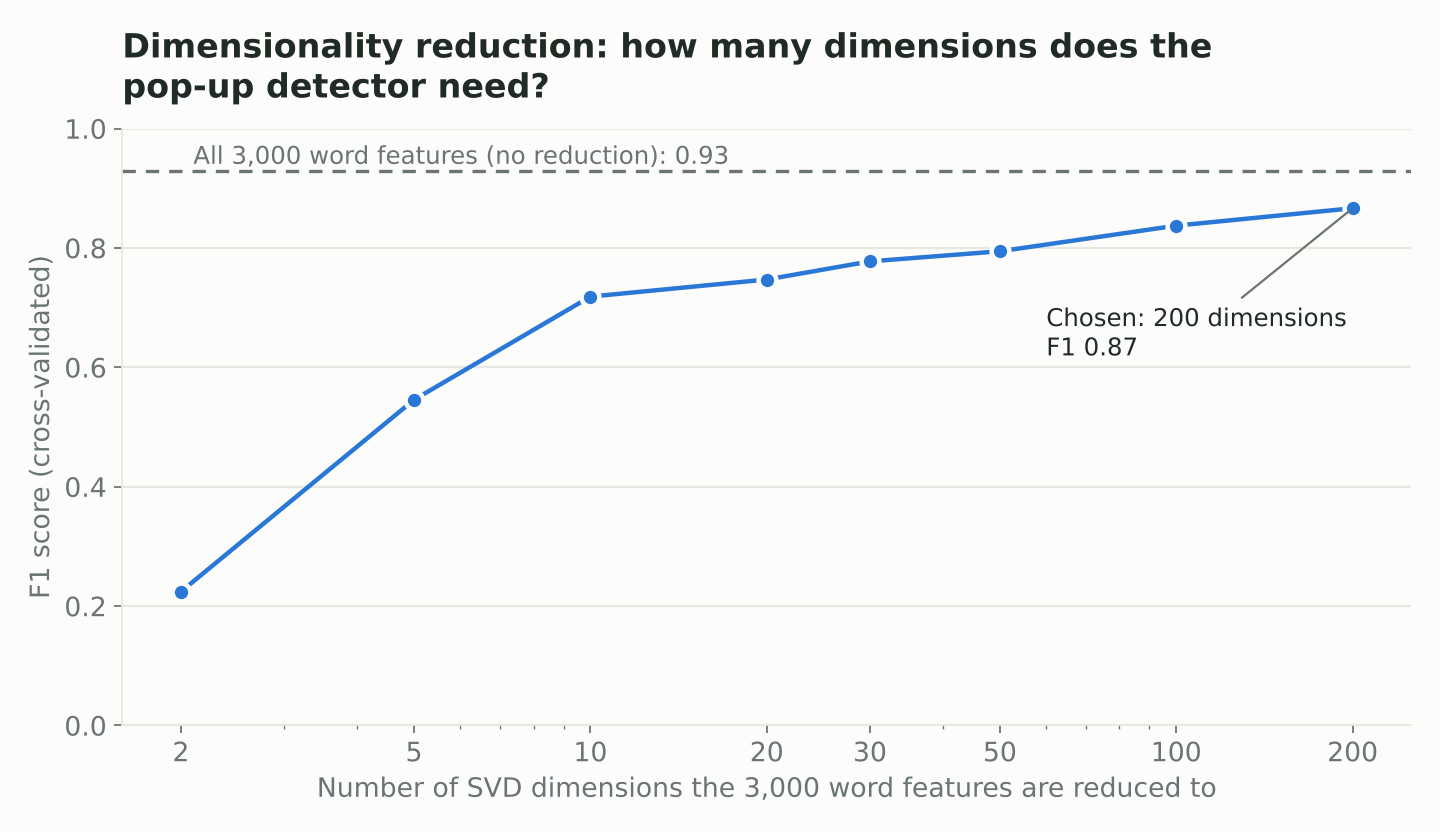 Dimensionality reduction: how many dimensions does the
pop-up detector need?
1.0
All 3,000 word features (no reduction): 0.93
0.8
Chosen: 200 dimensions
F1 0.87
0.6
0.4
0.2
0.0
F1 score (cross-validated)
2 5 10 20 30 50 100 200
Number of SVD dimensions the 3,000 word features are reduced to